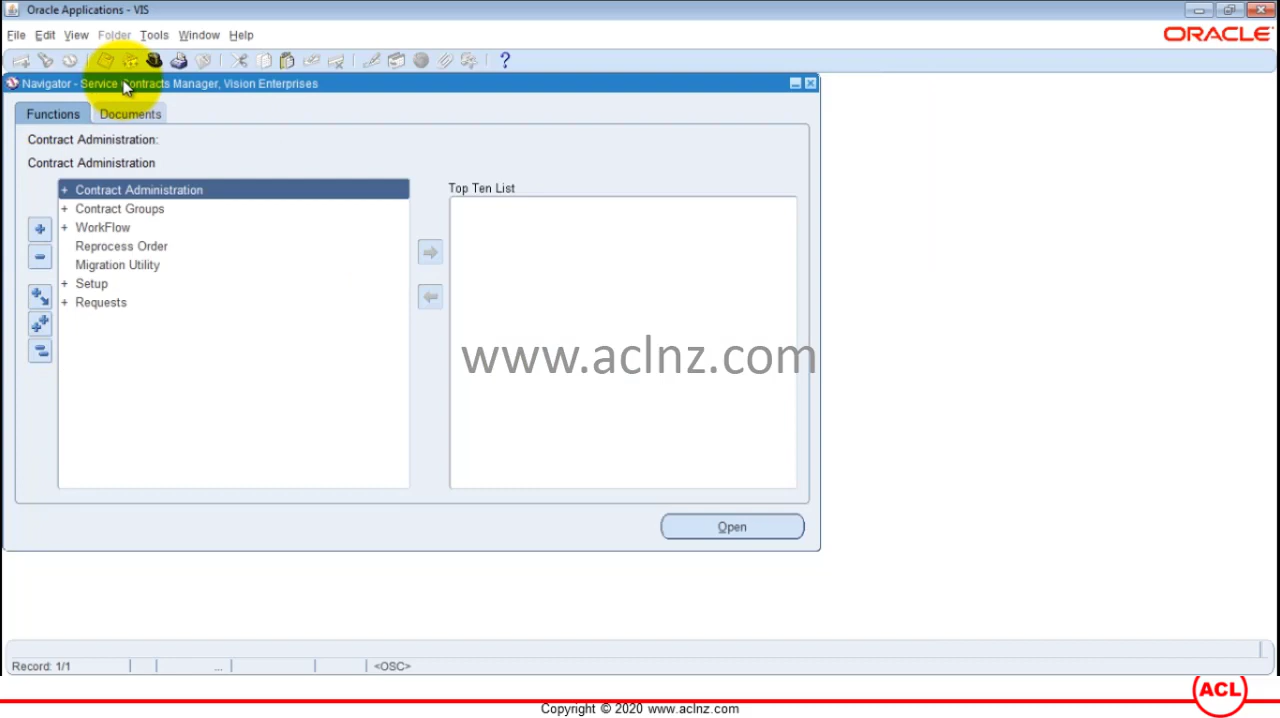 Oracle Applications - VIS
File Edit View Folder Tools Window Help
ORACLE
?
Navigator - Service Contracts Manager, Vision Enterprises
Functions Documents
Contract Administration:
Contract Administration
+ Contract Administration
+ Contract Groups
+ WorkFlow
Reprocess Order
Migration Utility
+ Setup
+ Requests
Top Ten List
www.aclnz.com
Open
Record: 1/1 ... <OSC>
ACL
Copyright © 2020 www.aclnz.com